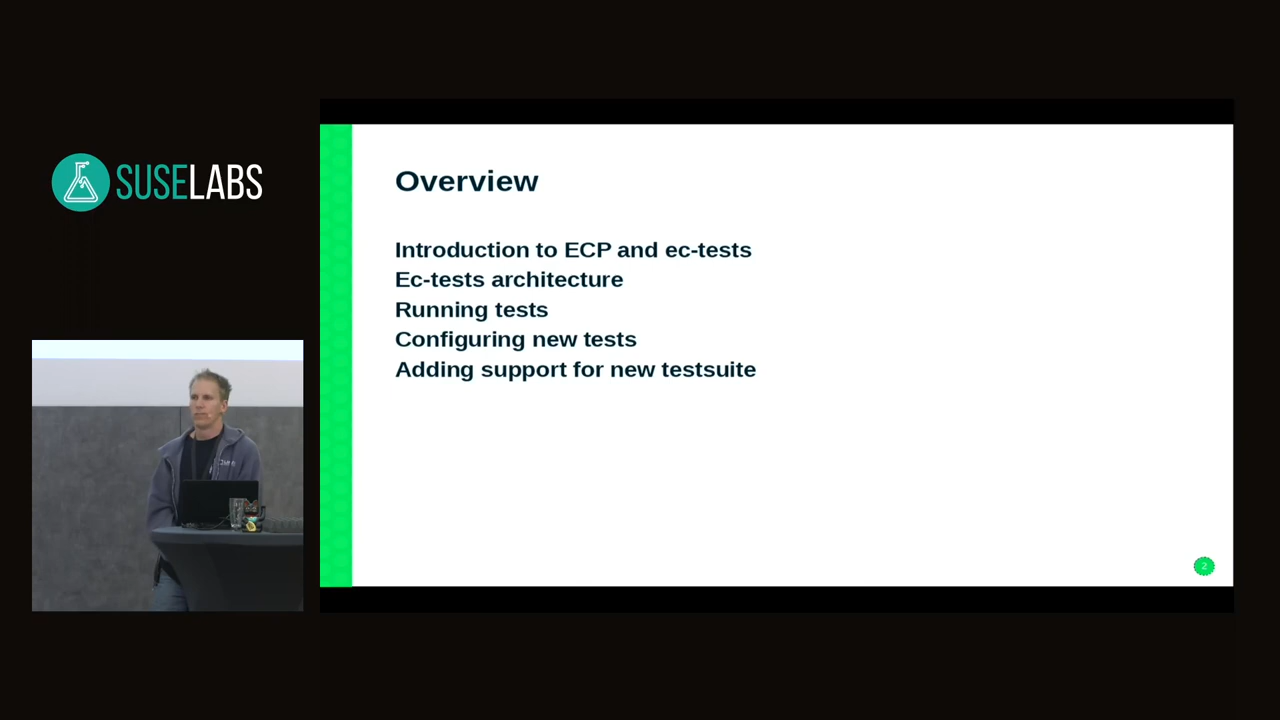 SUSELABS
Overview
Introduction to ECP and ec-tests
Ec-tests architecture
Running tests
Configuring new tests
Adding support for new testsuite
2